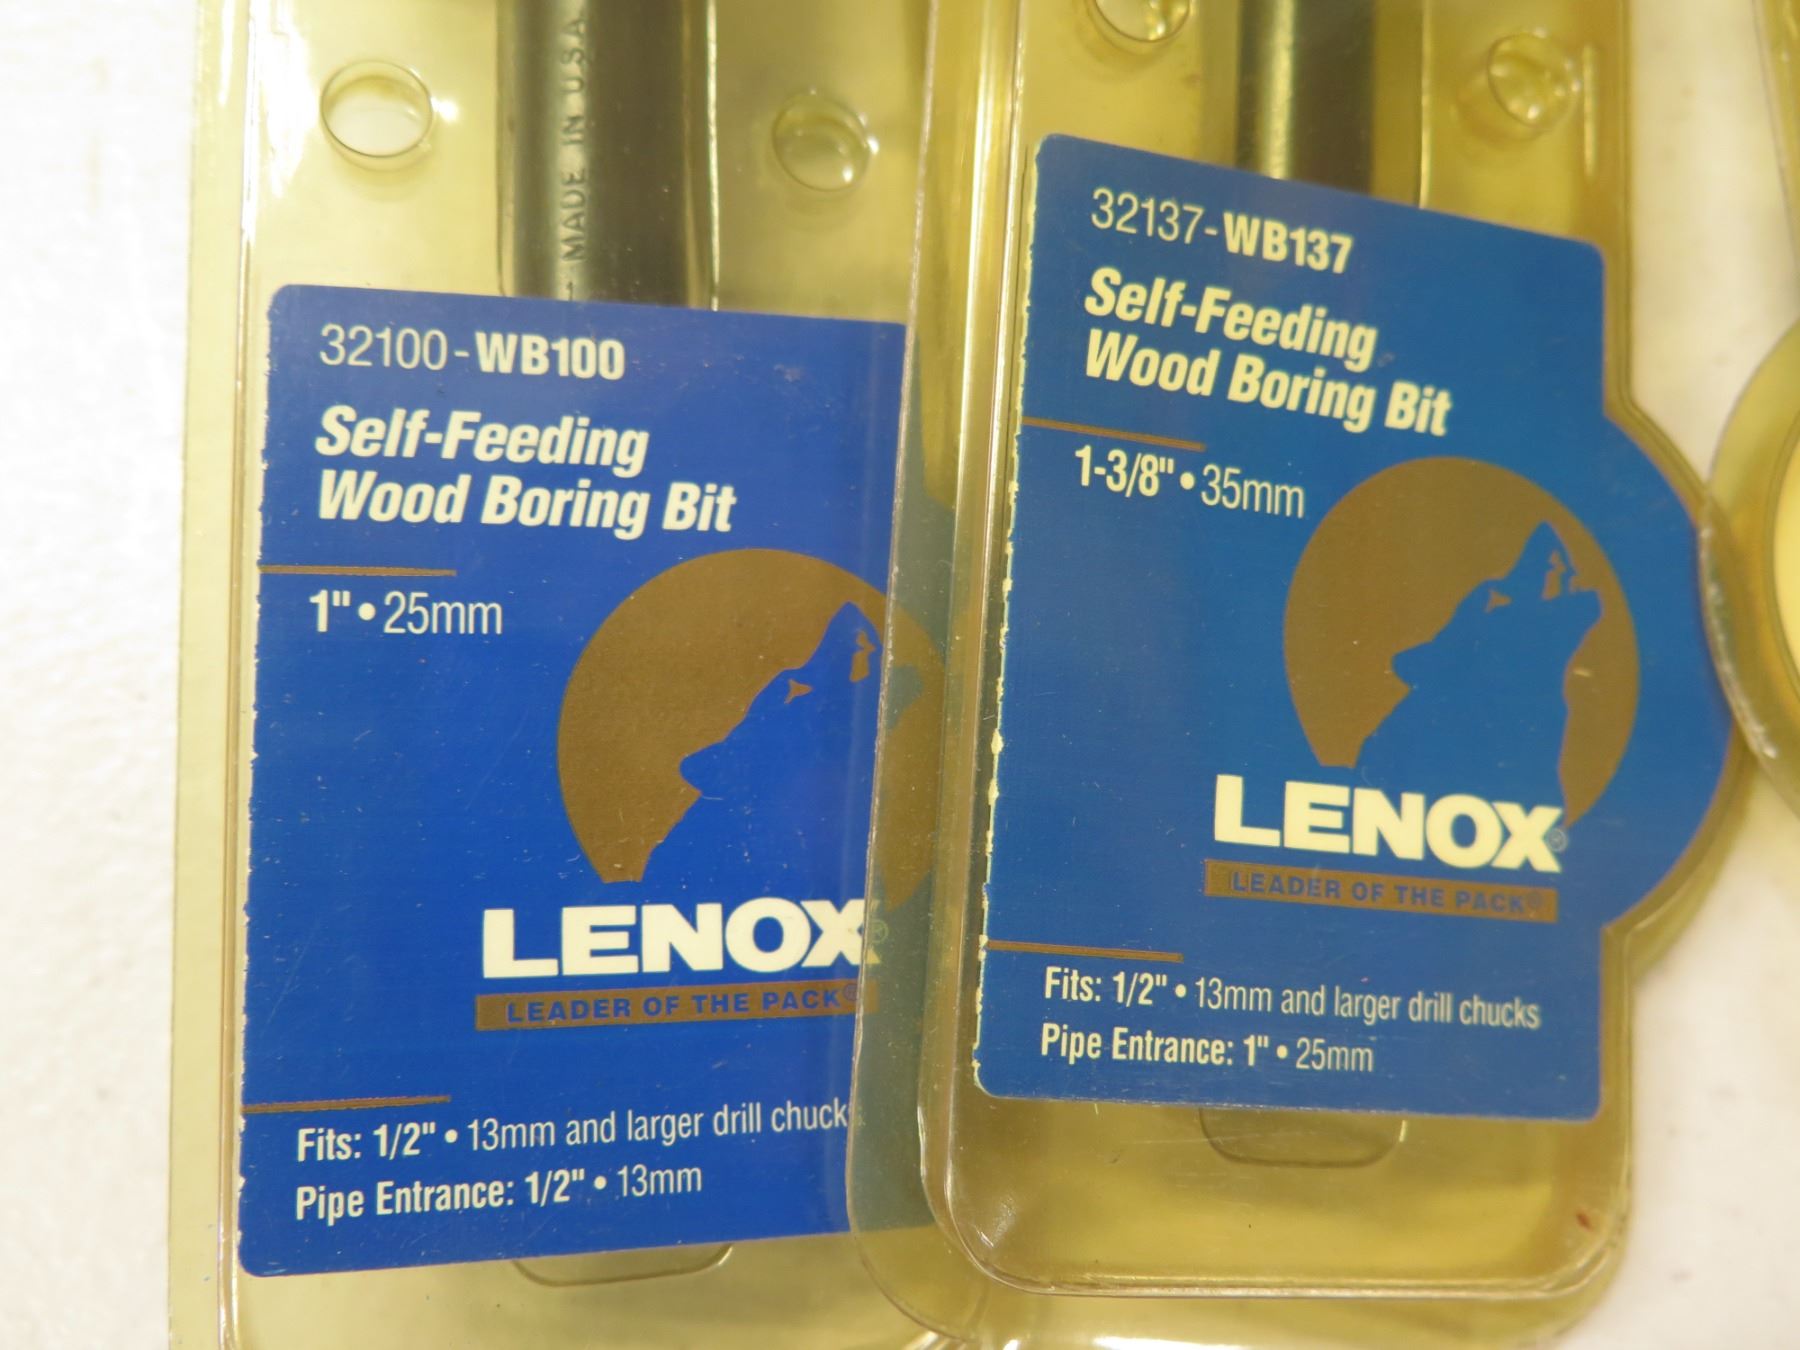 MADE IN U.S.A.
32100-WB100
Self-Feeding
Wood Boring Bit
1" • 25mm
LENOX®
LEADER OF THE PACK®
Fits: 1/2" • 13mm and larger drill chucks
Pipe Entrance: 1/2" • 13mm
32137-WB137
Self-Feeding
Wood Boring Bit
1-3/8" • 35mm
LENOX®
LEADER OF THE PACK®
Fits: 1/2" • 13mm and larger drill chucks
Pipe Entrance: 1" • 25mm